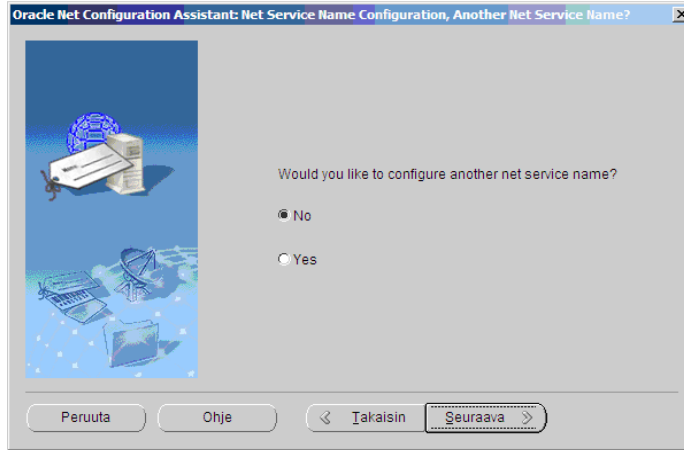 Oracle Net Configuration Assistant: Net Service Name Configuration, Another Net Service Name?
Would you like to configure another net service name?
No
Yes
Peruuta
Ohje
Takaisin
Seuraava